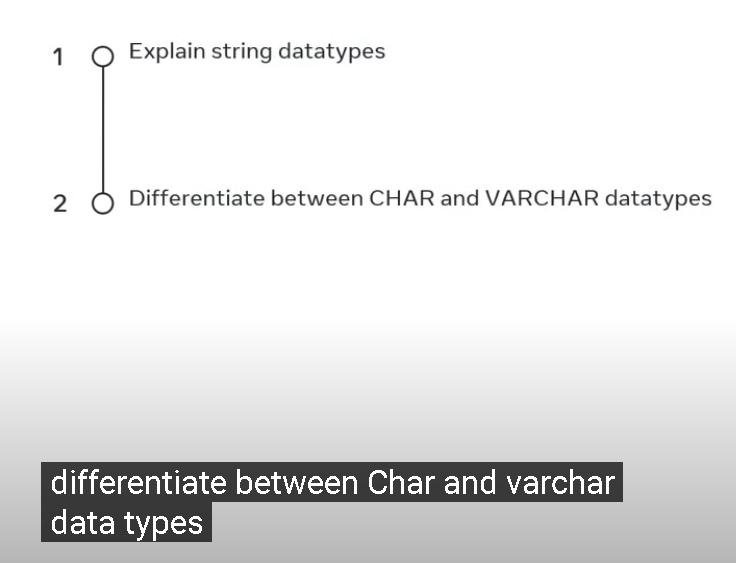 1 Explain string datatypes
2 Differentiate between CHAR and VARCHAR datatypes
differentiate between Char and varchar
data types